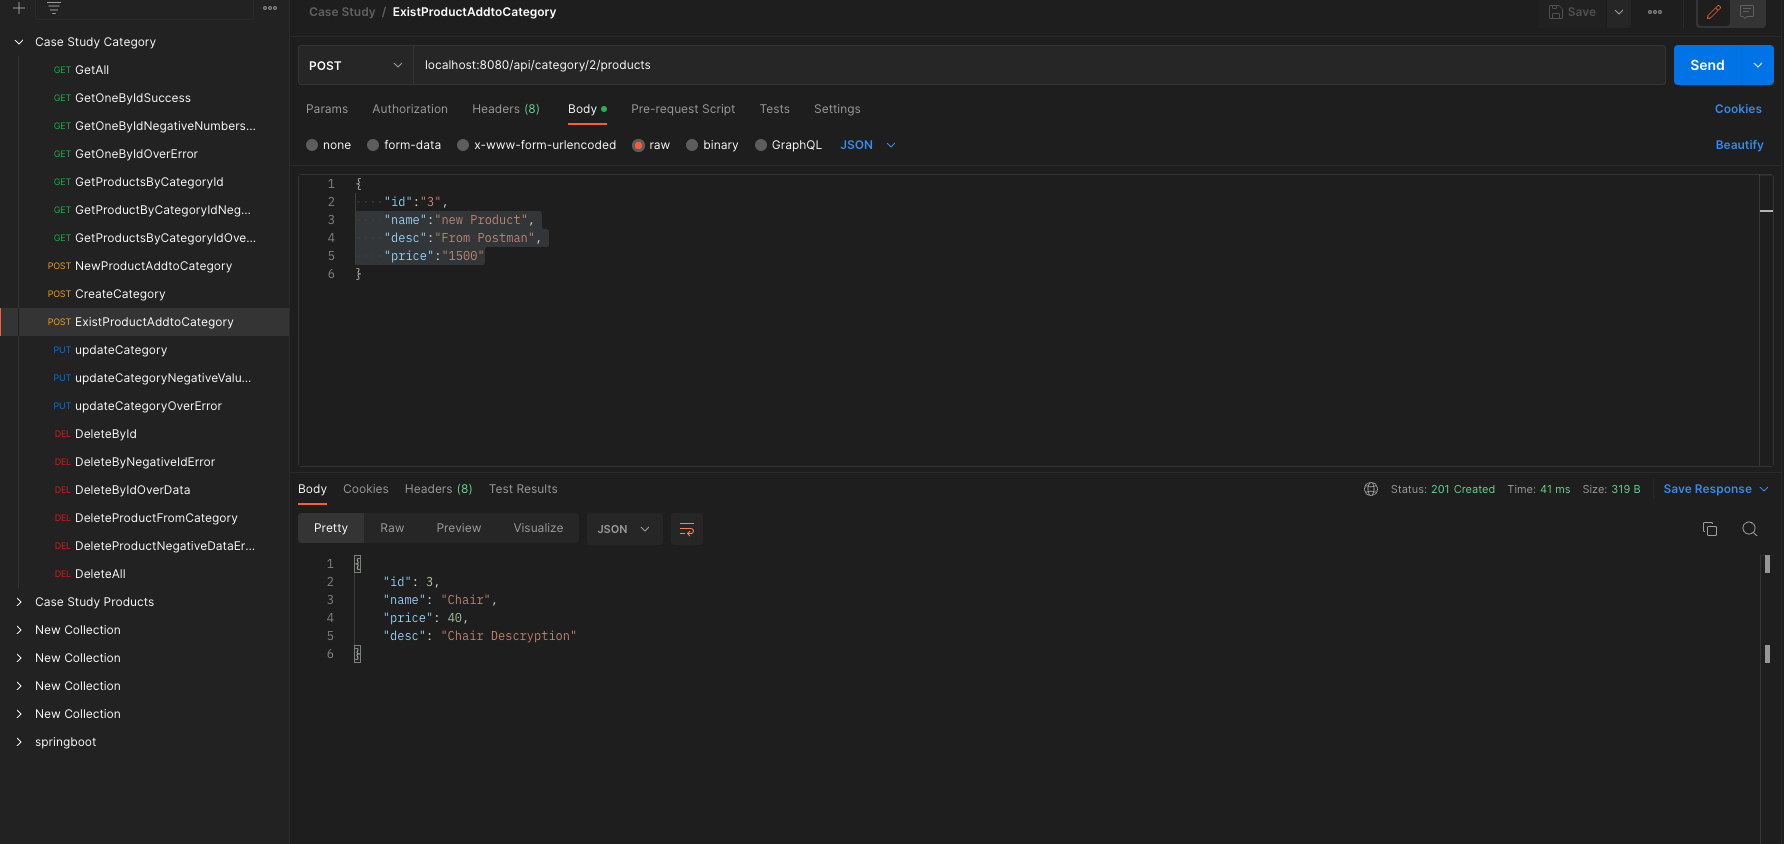 Case Study / ExistProductAddtoCategory
Save
Case Study Category
GET GetAll
GET GetOneByIdSuccess
GET GetOneByIdNegativeNumbers...
GET GetOneByIdOverError
GET GetProductsByCategoryId
GET GetProductByCategoryIdNeg...
GET GetProductsByCategoryIdOve...
POST NewProductAddtoCategory
POST CreateCategory
POST ExistProductAddtoCategory
PUT updateCategory
PUT updateCategoryNegativeValu...
PUT updateCategoryOverError
DEL DeleteById
DEL DeleteByNegativeIdError
DEL DeleteByIdOverData
DEL DeleteProductFromCategory
DEL DeleteProductNegativeDataEr...
DEL DeleteAll
Case Study Products
New Collection
New Collection
New Collection
New Collection
springboot
POST localhost:8080/api/category/2/products Send
Params Authorization Headers (8) Body Pre-request Script Tests Settings Cookies
none form-data x-www-form-urlencoded raw binary GraphQL JSON Beautify
1 {
2 "id":"3",
3 "name":"new Product",
4 "desc":"From Postman",
5 "price":"1500"
6 }
Body Cookies Headers (8) Test Results Status: 201 Created Time: 41 ms Size: 319 B Save Response
Pretty Raw Preview Visualize JSON
1 {
2 "id": 3,
3 "name": "Chair",
4 "price": 40,
5 "desc": "Chair Descryption"
6 }